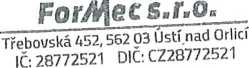 ForMec s.r.o.
Třebovská 452, 562 03 Ústí nad Orlicí
IČ: 28772521 DIČ: CZ28772521